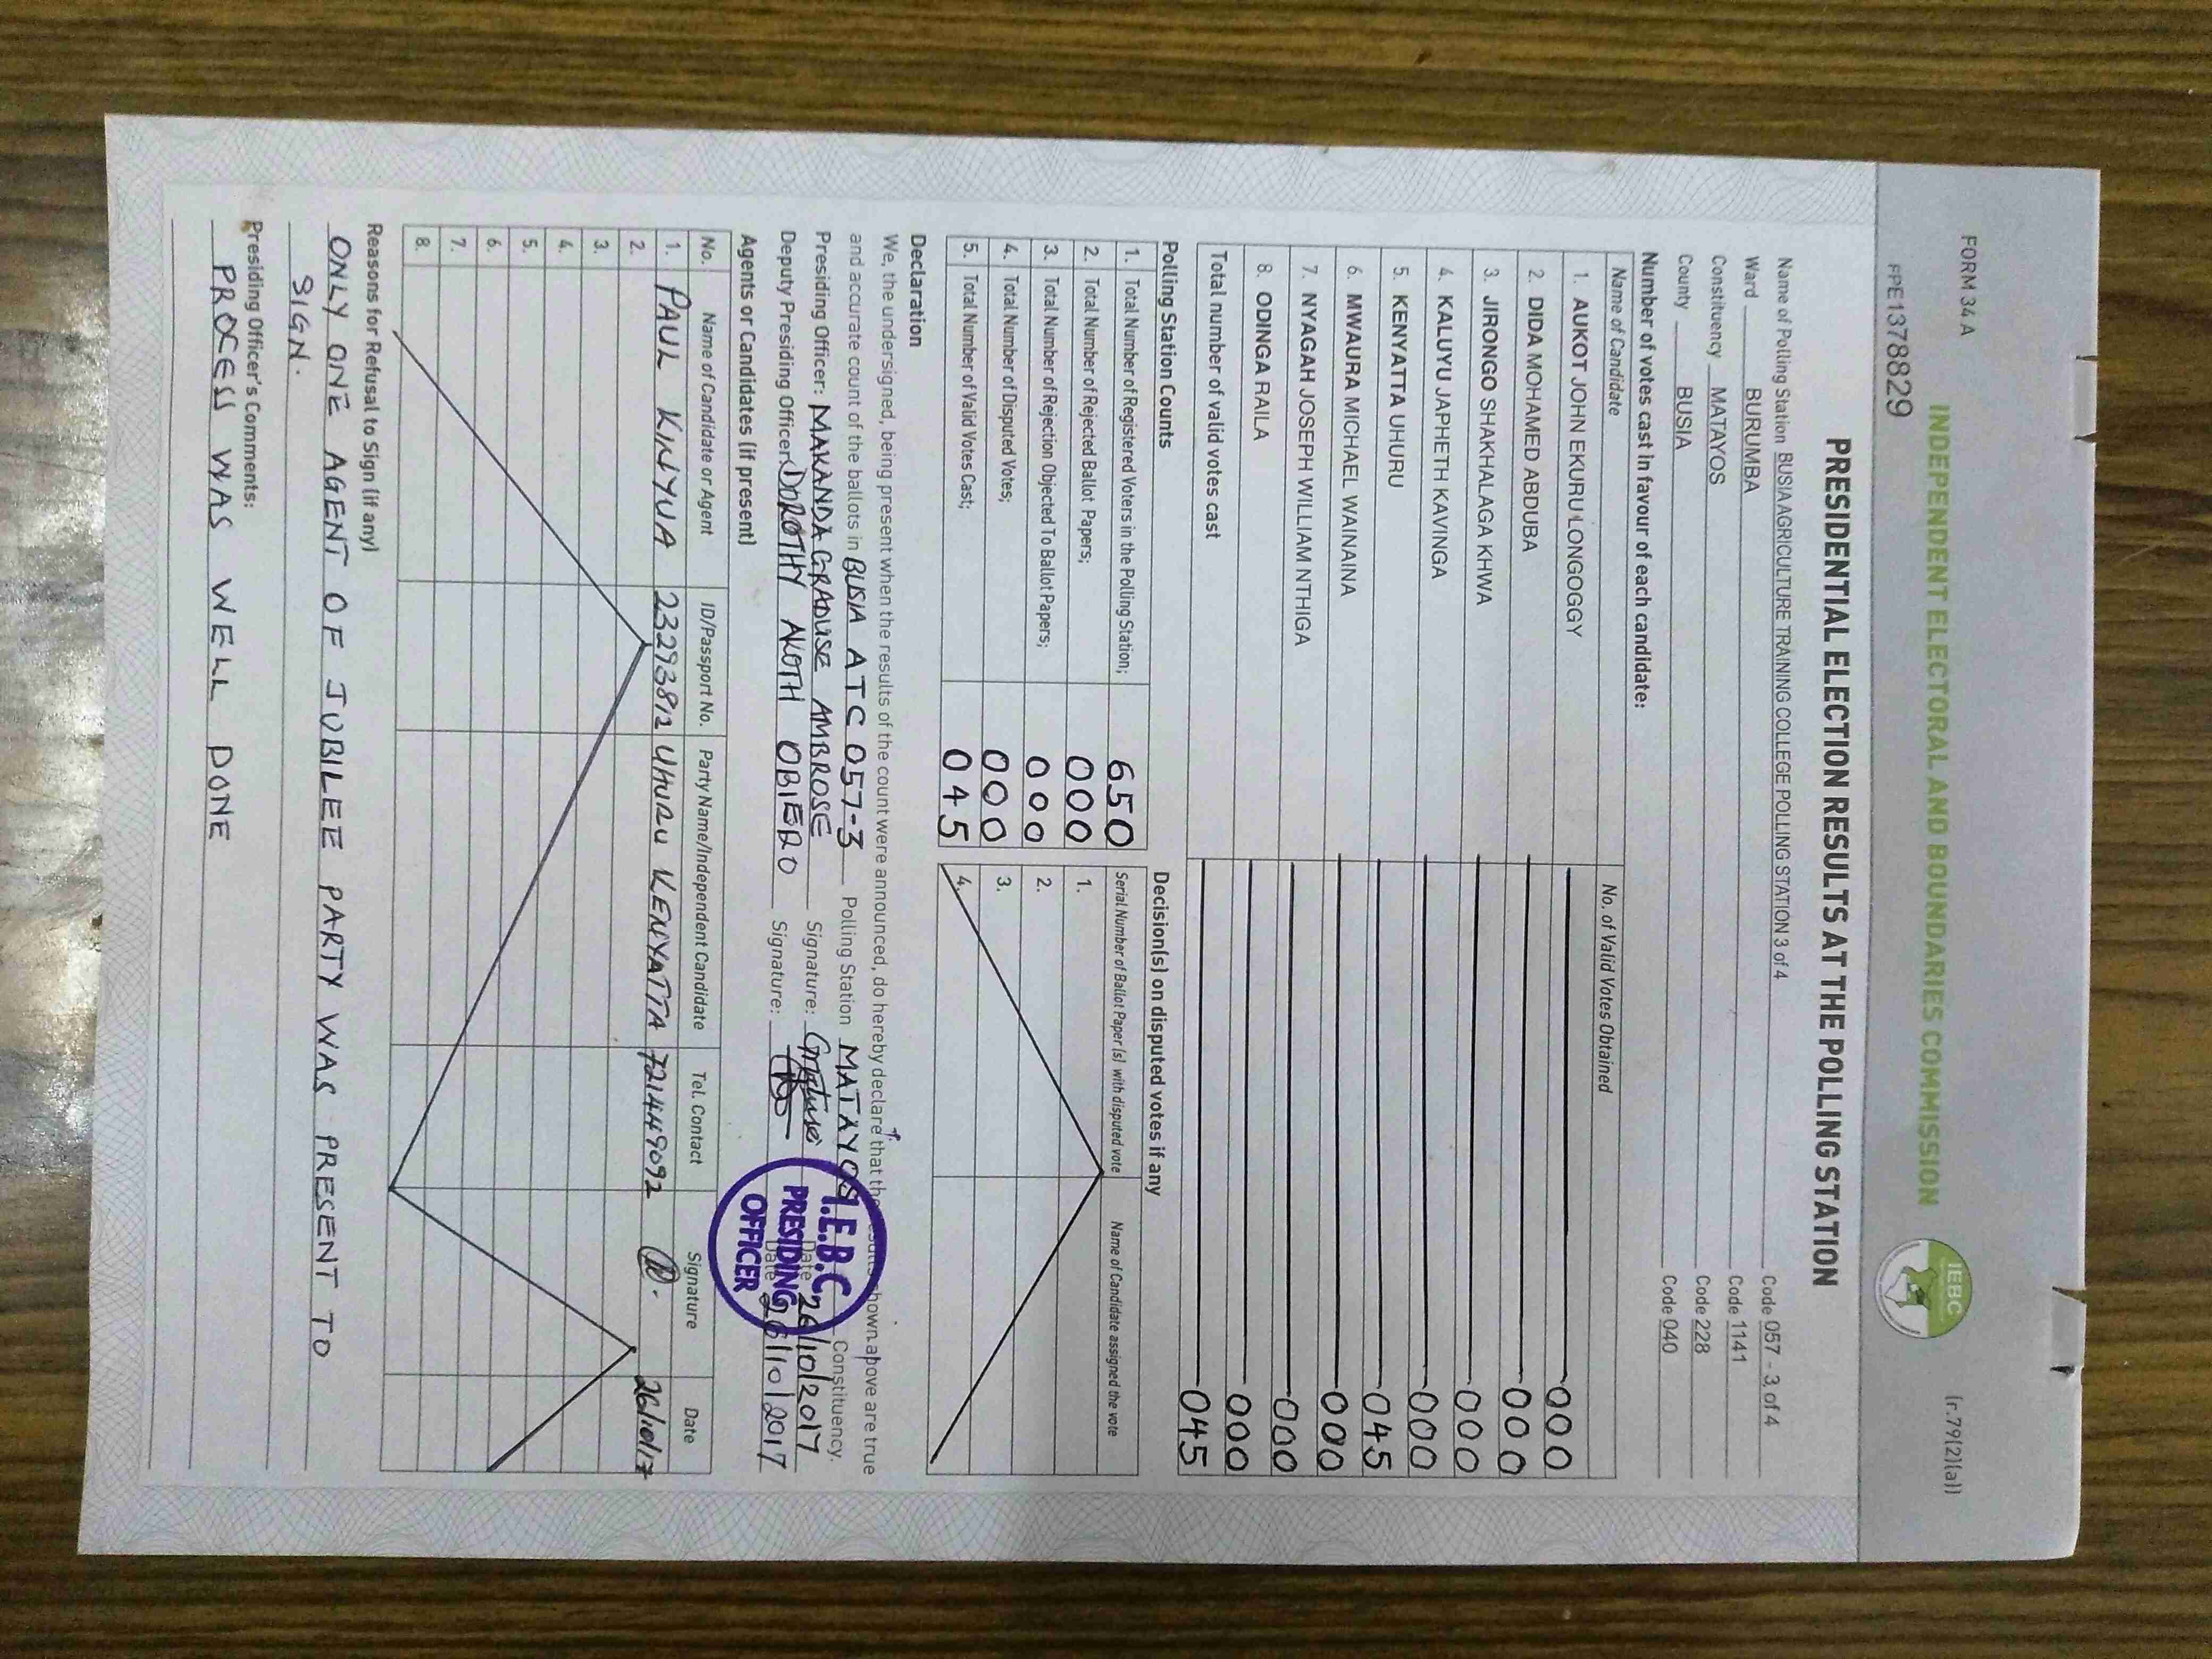 FORM 34 A
(r.79(2)(a))
INDEPENDENT ELECTORAL AND BOUNDARIES COMMISSION
IEBC
PPE1378829
PRESIDENTIAL ELECTION RESULTS AT THE POLLING STATION
Name of Polling Station BUSIA AGRICULTURE TRAINING COLLEGE POLLING STATION 3 of 4 Code 057 - 3 of 4
Ward BURUMBA Code 1141
Constituency MATAYOS Code 228
County BUSIA Code 040
Number of votes cast in favour of each candidate:
Name of Candidate No. of Valid Votes Obtained
1. AUKOT JOHN EKURU LONGOGGY 000
2. DIDA MOHAMED ABDUBA 000
3. JIRONGO SHAKHALAGA KHWA 000
4. KALUYU JAPHETH KAVINGA 000
5. KENYATTA UHURU 045
6. MWAURA MICHAEL WAINAINA 000
7. NYAGAH JOSEPH WILLIAM NTHIGA 000
8. ODINGA RAILA 000
Total number of valid votes cast 045
Polling Station Counts
1. Total Number of Registered Voters in the Polling Station; 650
2. Total Number of Rejected Ballot Papers; 000
3. Total Number of Rejection Objected To Ballot Papers; 000
4. Total Number of Disputed Votes; 000
5. Total Number of Valid Votes Cast; 045
Decision(s) on disputed votes if any
Serial Number of Ballot Paper (s) with disputed vote Name of Candidate assigned the vote
1.
2.
3.
4.
Declaration
We, the undersigned, being present when the results of the count were announced, do hereby declare that the results shown above are true
and accurate count of the ballots in BUSIA ATC 057-3 Polling Station MATAYOS Constituency.
Presiding Officer: MAKANDA GRADUSE AMBROSE Signature: Date 26/10/2017
Deputy Presiding Officer: DOROTHY AKOTH OBIERO Signature: Date 26/10/2017
I.E.B.C
PRESIDING
OFFICER
Agents or Candidates (if present)
No. Name of Candidate or Agent ID/Passport No. Party Name/Independent Candidate Tel. Contact Signature Date
1. PAUL KINYUA UHURU KENYATTA 721449092 26/10/17
2.
3.
4.
5.
6.
7.
8.
Reasons for Refusal to Sign (if any)
ONLY ONE AGENT OF JUBILEE PARTY WAS PRESENT TO
SIGN.
Presiding Officer's Comments:
PROCESS WAS WELL DONE